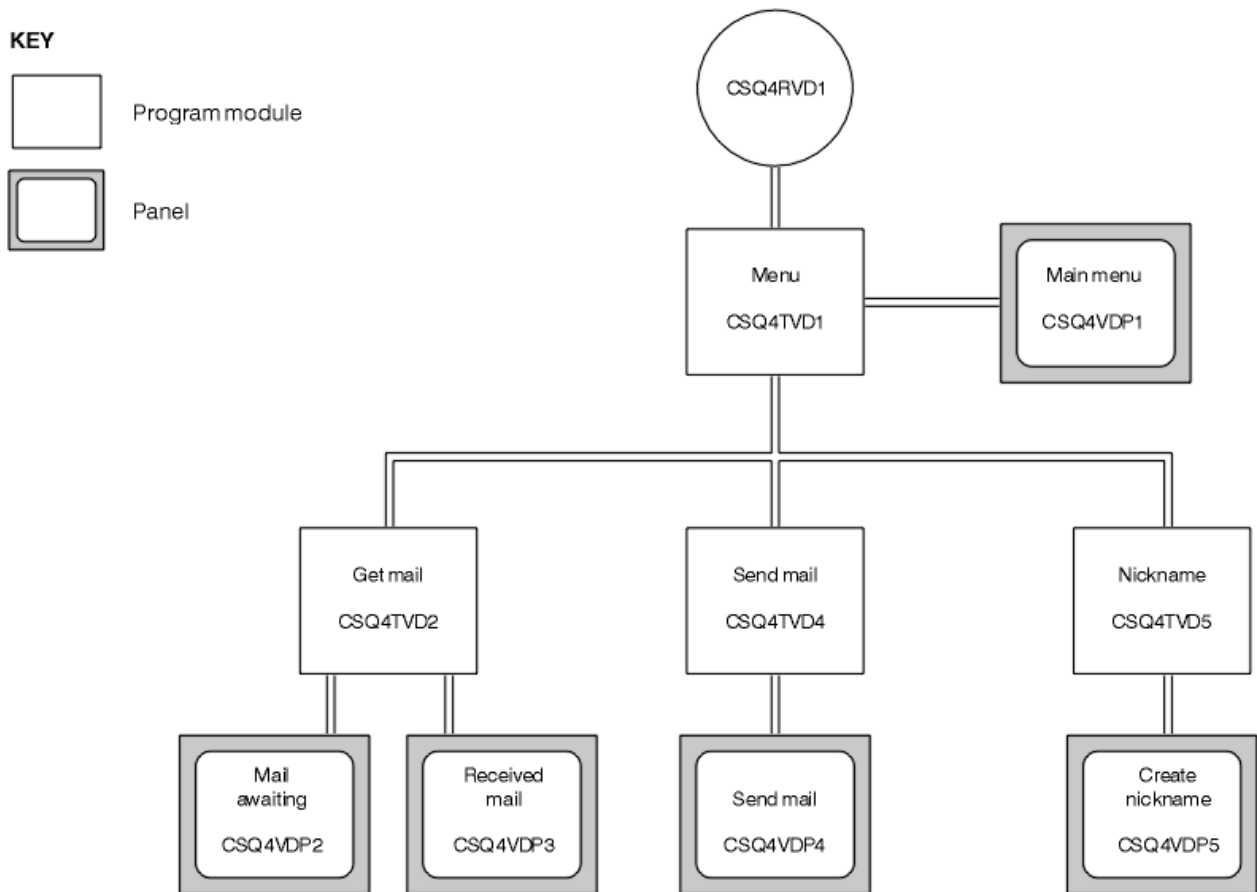 KEY
Program module
Panel
CSQ4RVD1
Menu
CSQ4TVD1
Main menu
CSQ4VDP1
Get mail
CSQ4TVD2
Send mail
CSQ4TVD4
Nickname
CSQ4TVD5
Mail
awaiting
CSQ4VDP2
Received
mail
CSQ4VDP3
Send mail
CSQ4VDP4
Create
nickname
CSQ4VDP5